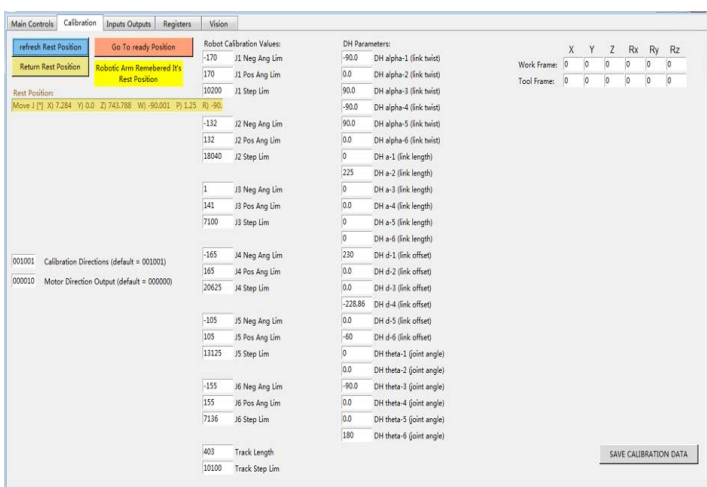 Main Controls Calibration Inputs Outputs Registers Vision
refresh Rest Position Go To ready Position
Return Rest Position Robotic Arm Remebered It's
Rest Position
Rest Position:
Move J [*] X) 7.284 Y) 0.0 Z) 743.788 W) -90.001 P) 1.25 R) -90.
001001 Calibration Directions (default = 001001)
000010 Motor Direction Output (default = 000000)
Robot Calibration Values:
-170 J1 Neg Ang Lim
170 J1 Pos Ang Lim
10200 J1 Step Lim
-132 J2 Neg Ang Lim
132 J2 Pos Ang Lim
18040 J2 Step Lim
1 J3 Neg Ang Lim
141 J3 Pos Ang Lim
7100 J3 Step Lim
-165 J4 Neg Ang Lim
165 J4 Pos Ang Lim
20625 J4 Step Lim
-105 J5 Neg Ang Lim
105 J5 Pos Ang Lim
13125 J5 Step Lim
-155 J6 Neg Ang Lim
155 J6 Pos Ang Lim
7136 J6 Step Lim
403 Track Length
10100 Track Step Lim
DH Parameters:
-90.0 DH alpha-1 (link twist)
0.0 DH alpha-2 (link twist)
90.0 DH alpha-3 (link twist)
-90.0 DH alpha-4 (link twist)
90.0 DH alpha-5 (link twist)
0.0 DH alpha-6 (link twist)
0 DH a-1 (link length)
225 DH a-2 (link length)
0 DH a-3 (link length)
0.0 DH a-4 (link length)
0 DH a-5 (link length)
0 DH a-6 (link length)
230 DH d-1 (link offset)
0.0 DH d-2 (link offset)
0.0 DH d-3 (link offset)
-228.86 DH d-4 (link offset)
0.0 DH d-5 (link offset)
-60 DH d-6 (link offset)
0 DH theta-1 (joint angle)
0.0 DH theta-2 (joint angle)
-90.0 DH theta-3 (joint angle)
0.0 DH theta-4 (joint angle)
0.0 DH theta-5 (joint angle)
180 DH theta-6 (joint angle)
X Y Z Rx Ry Rz
Work Frame: 0 0 0 0 0 0
Tool Frame: 0 0 0 0 0 0
SAVE CALIBRATION DATA